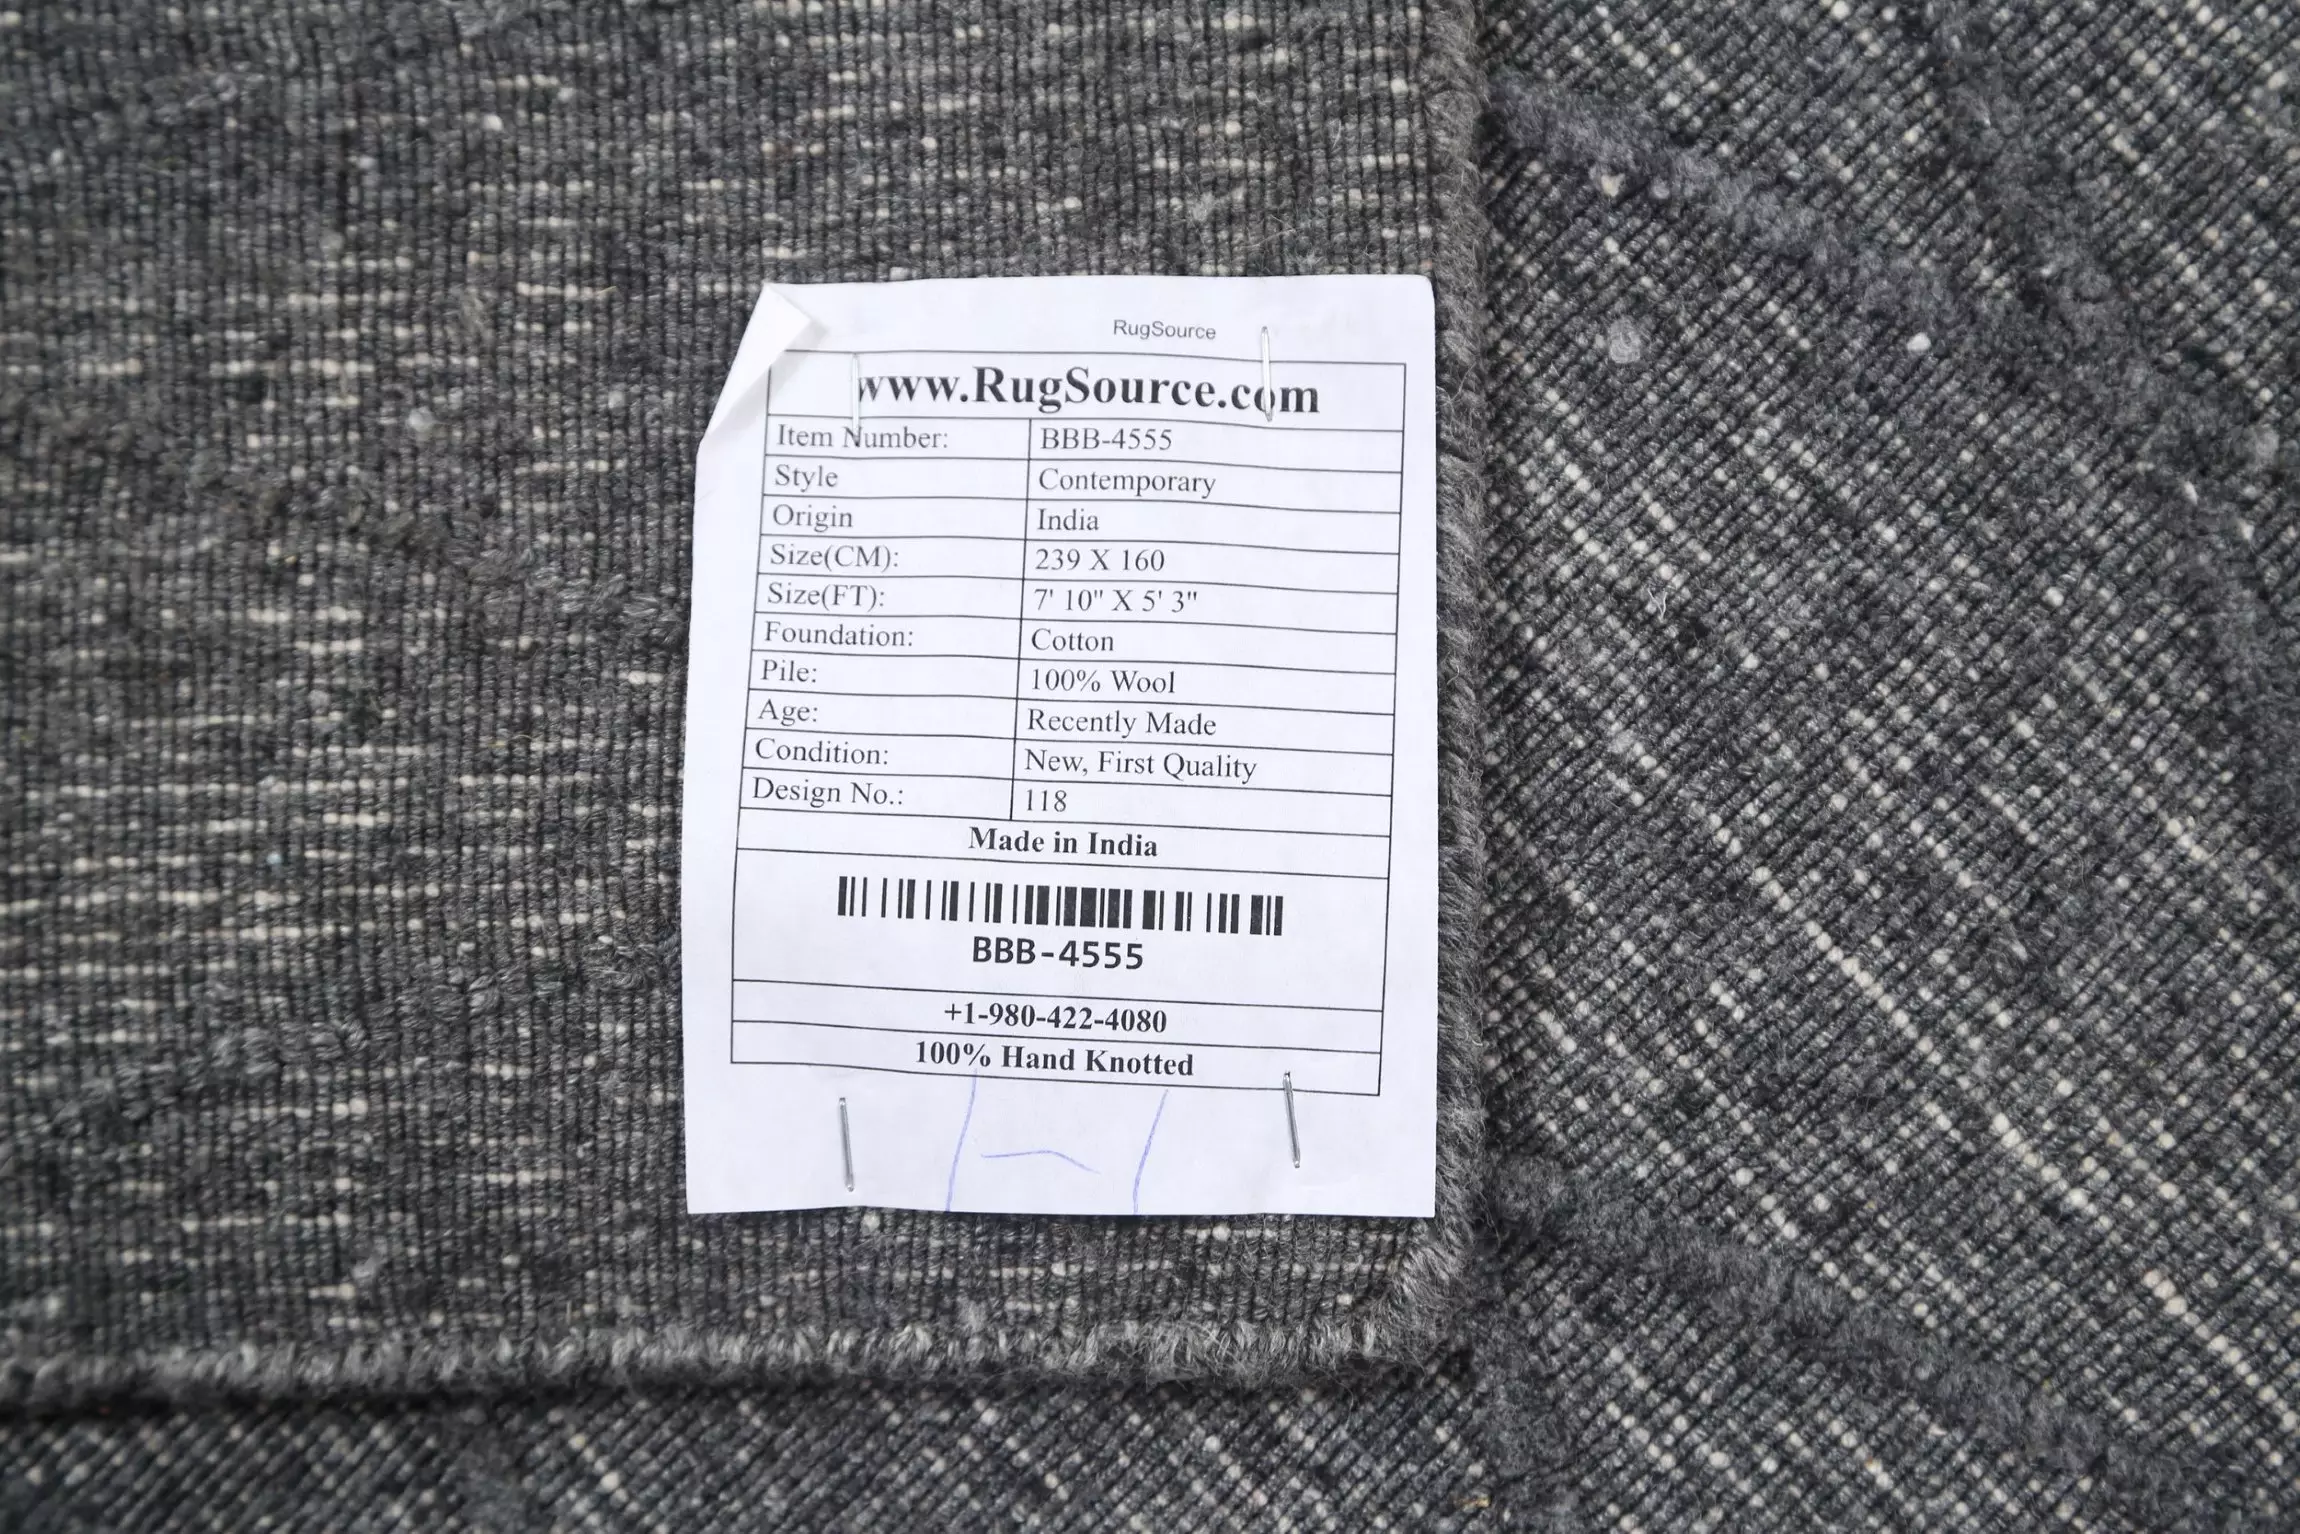 RugSource
www.RugSource.com
Item Number: BBB-4555
Style Contemporary
Origin India
Size(CM): 239 X 160
Size(FT): 7' 10" X 5' 3"
Foundation: Cotton
Pile: 100% Wool
Age: Recently Made
Condition: New, First Quality
Design No.: 118
Made in India
BBB-4555
+1-980-422-4080
100% Hand Knotted